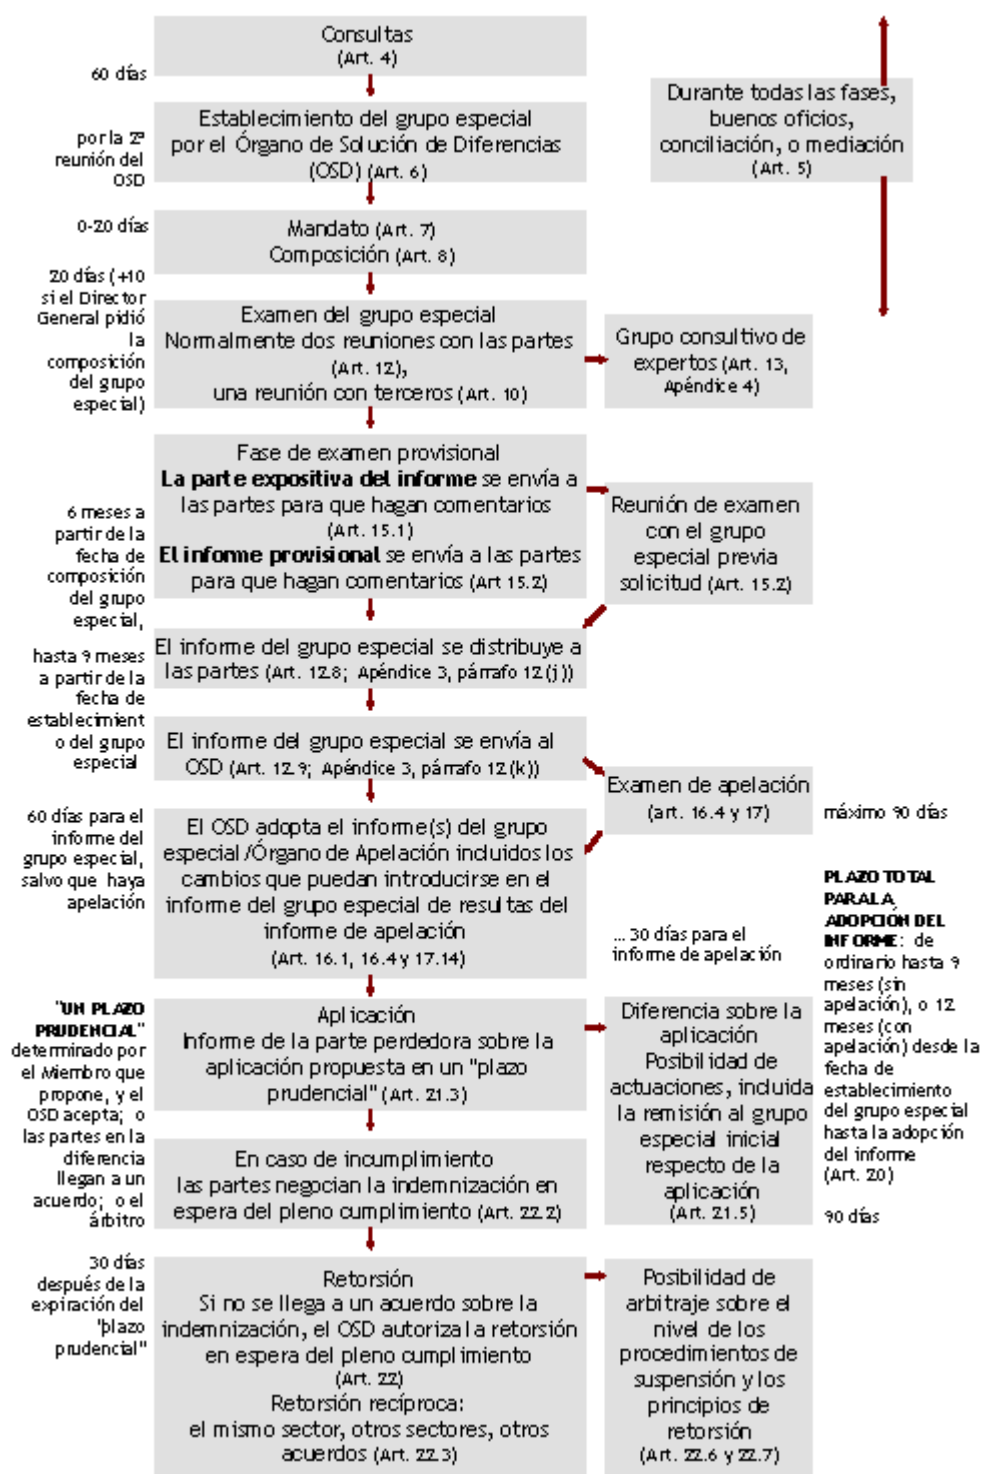 Consultas
(Art. 4)
60 días
Durante todas las fases,
buenos oficios,
conciliación, o mediación
(Art. 5)
por la 2ª
reunión del
OSD
Establecimiento del grupo especial
por el Órgano de Solución de Diferencias
(OSD) (Art. 6)
0-20 días
Mandato (Art. 7)
Composición (Art. 8)
20 días (+10
si el Director
General pidió
la
composición
del grupo
especial)
Examen del grupo especial
Normalmente dos reuniones con las partes
(Art. 12),
una reunión con terceros (Art. 10)
Grupo consultivo de
expertos (Art. 13,
Apéndice 4)
Fase de examen provisional
La parte expositiva del informe se envía a
las partes para que hagan comentarios
(Art. 15.1)
El informe provisional se envía a las partes
para que hagan comentarios (Art 15.2)
Reunión de examen
con el grupo
especial previa
solicitud (Art. 15.2)
6 meses a
partir de la
fecha de
composición
del grupo
especial,
hasta 9 meses
a partir de la
fecha de
establecimient
o del grupo
especial
El informe del grupo especial se distribuye a
las partes (Art. 12.8; Apéndice 3, párrafo 12(j))
El informe del grupo especial se envía al
OSD (Art. 12.9; Apéndice 3, párrafo 12(k))
Examen de apelación
(art. 16.4 y 17)
máximo 90 días
60 días para el
informe del
grupo especial,
salvo que haya
apelación
El OSD adopta el informe(s) del grupo
especial/Órgano de Apelación incluidos los
cambios que puedan introducirse en el
informe del grupo especial de resultas del
informe de apelación
(Art. 16.1, 16.4 y 17.14)
... 30 días para el
informe de apelación
PLAZO TOTAL
PARA LA
ADOPCIÓN DEL
INFORME: de
ordinario hasta 9
meses (sin
apelación), o 12
meses (con
apelación) desde la
fecha de
establecimiento
del grupo especial
hasta la adopción
del informe
(Art. 20)
"UN PLAZO
PRUDENCIAL"
determinado por
el Miembro que
propone, y el
OSD acepta; o
las partes en la
diferencia
llegan a un
acuerdo; o el
árbitro
Aplicación
Informe de la parte perdedora sobre la
aplicación propuesta en un "plazo
prudencial" (Art. 21.3)
Diferencia sobre la
aplicación
Posibilidad de
actuaciones, incluida
la remisión al grupo
especial inicial
respecto de la
aplicación
(Art. 21.5)
90 días
En caso de incumplimiento
las partes negocian la indemnización en
espera del pleno cumplimiento (Art. 22.2)
30 días
después de la
expiración del
"plazo
prudencial"
Retorsión
Si no se llega a un acuerdo sobre la
indemnización, el OSD autoriza la retorsión
en espera del pleno cumplimiento
(Art. 22)
Retorsión recíproca:
el mismo sector, otros sectores, otros
acuerdos (Art. 22.3)
Posibilidad de
arbitraje sobre el
nivel de los
procedimientos de
suspensión y los
principios de
retorsión
(Art. 22.6 y 22.7)